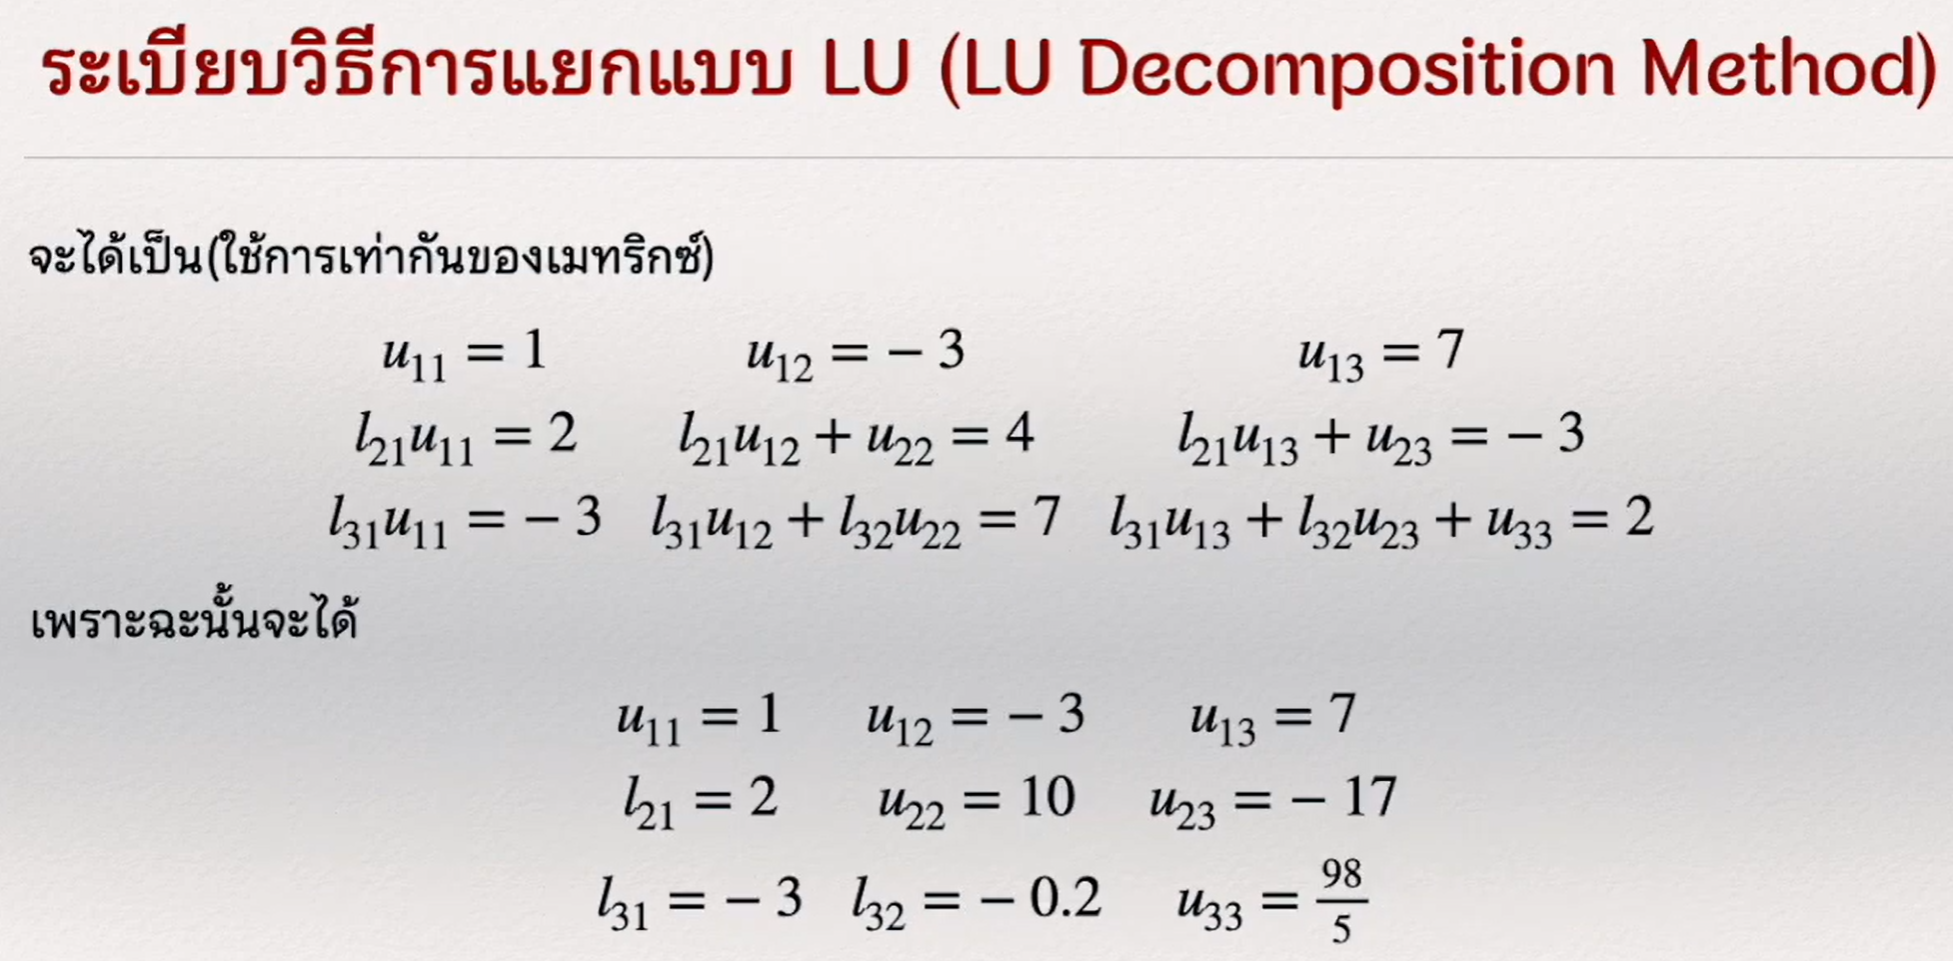 ระเบียบวิธีการแยกแบบ LU (LU Decomposition Method)
จะได้เป็น(ใช้การเท่ากันของเมทริกซ์)
u₁₁ = 1 u₁₂ = − 3 u₁₃ = 7
l₂₁u₁₁ = 2 l₂₁u₁₂ + u₂₂ = 4 l₂₁u₁₃ + u₂₃ = − 3
l₃₁u₁₁ = − 3 l₃₁u₁₂ + l₃₂u₂₂ = 7 l₃₁u₁₃ + l₃₂u₂₃ + u₃₃ = 2
เพราะฉะนั้นจะได้
u₁₁ = 1 u₁₂ = − 3 u₁₃ = 7
l₂₁ = 2 u₂₂ = 10 u₂₃ = − 17
l₃₁ = − 3 l₃₂ = − 0.2 u₃₃ = 98/5